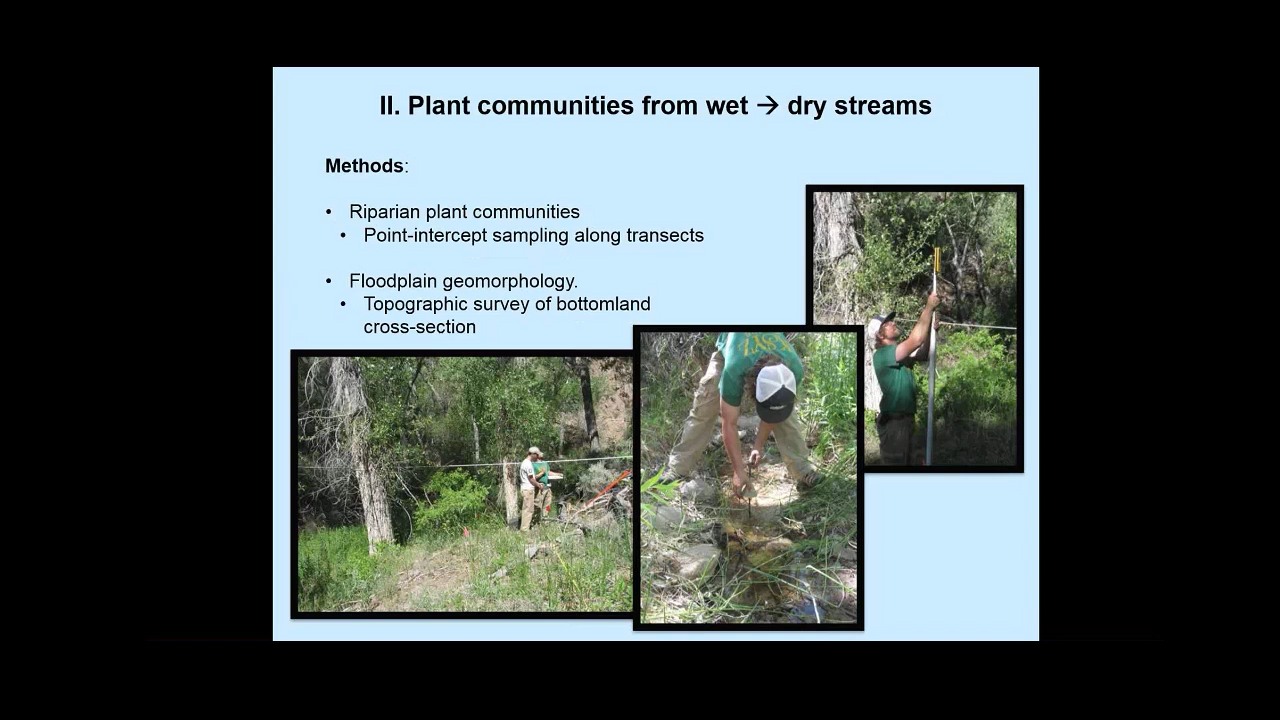 II. Plant communities from wet → dry streams
Methods:
• Riparian plant communities
• Point-intercept sampling along transects
• Floodplain geomorphology.
• Topographic survey of bottomland
cross-section